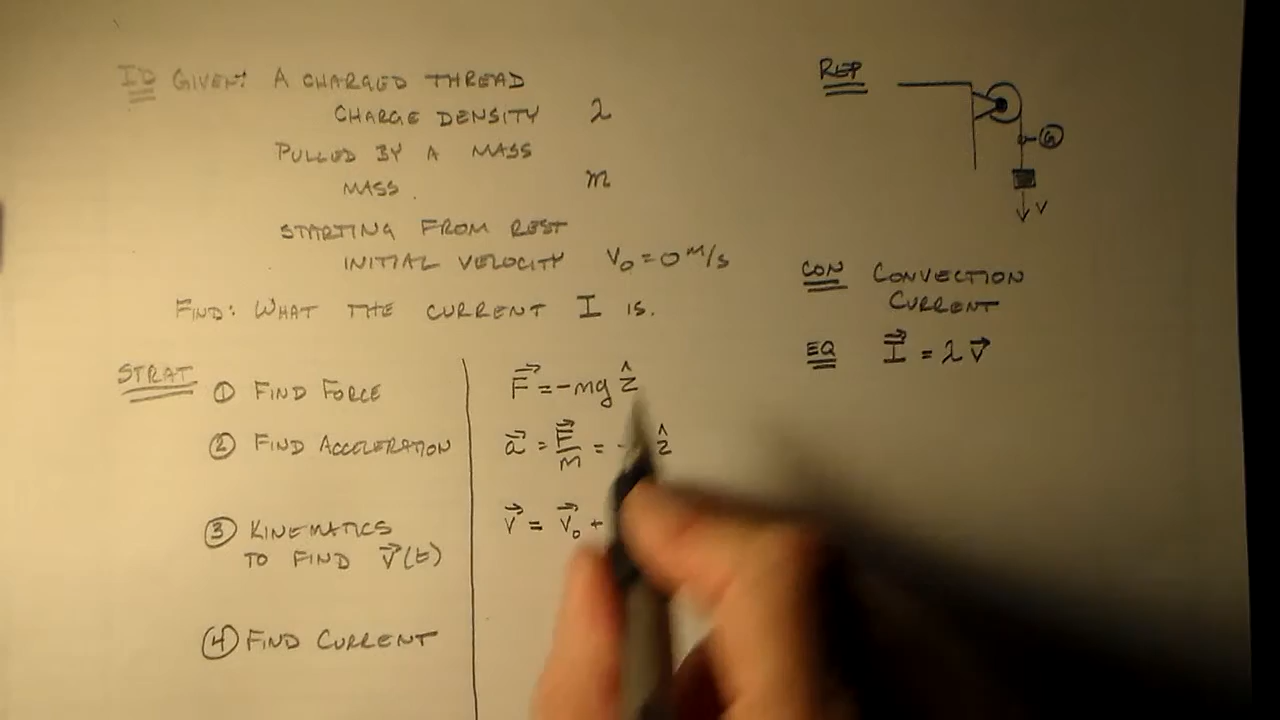 ID GIVEN: A CHARGED THREAD
CHARGE DENSITY λ
PULLED BY A MASS
MASS m
STARTING FROM REST
INITIAL VELOCITY V₀ = 0 m/s
FIND: WHAT THE CURRENT I IS.
STRAT ① FIND FORCE
② FIND ACCELERATION
③ KINEMATICS
TO FIND V⃗(t)
④ FIND CURRENT
F⃗ = -mg ẑ
a⃗ = F⃗/m = - ẑ
V⃗ = V⃗₀ +
REP
V
CON CONVECTION
CURRENT
EQ I⃗ = λV⃗